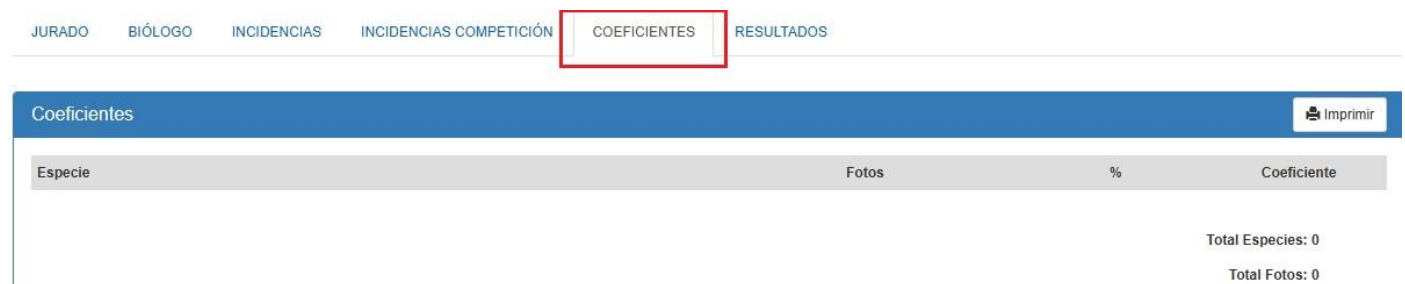 JURADO BIÓLOGO INCIDENCIAS INCIDENCIAS COMPETICIÓN COEFICIENTES RESULTADOS
Coeficientes Imprimir
Especie Fotos % Coeficiente
Total Especies: 0
Total Fotos: 0